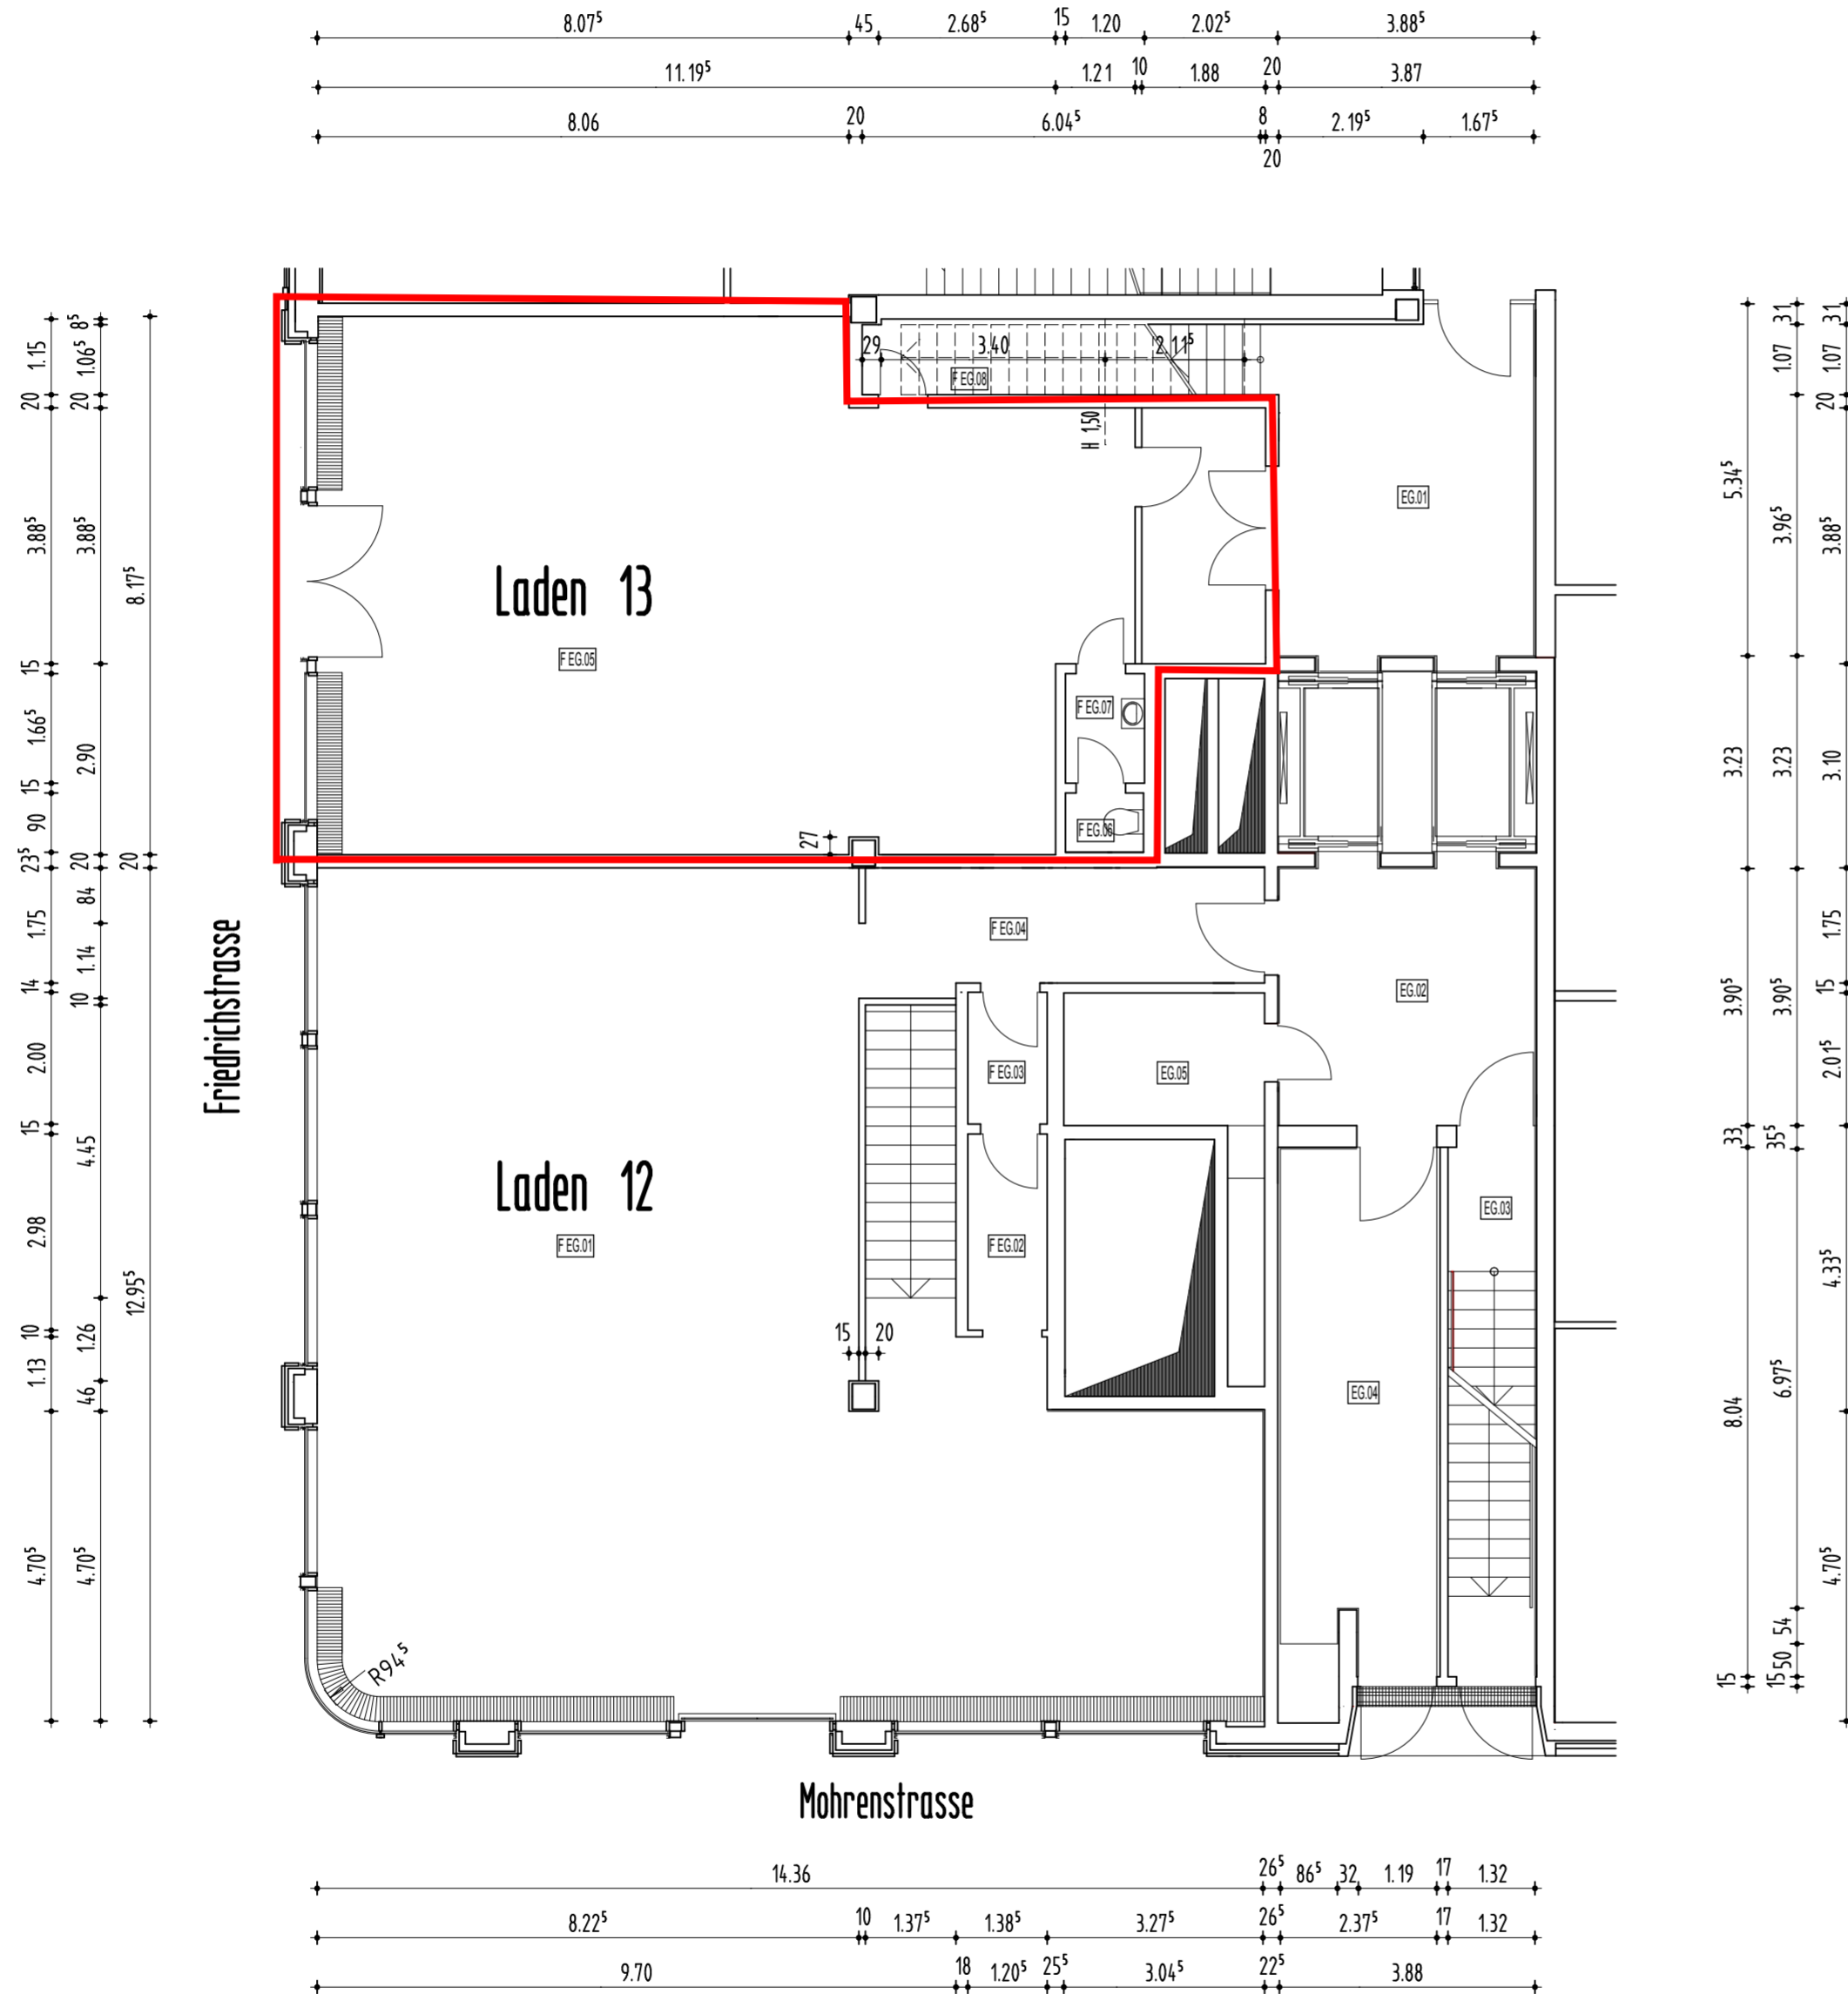 8.07⁵ 45 2.68⁵ 15 1.20 2.02⁵ 3.88⁵
11.19⁵ 1.21 10 1.88 20 3.87
8.06 20 6.04⁵ 8 20 2.19⁵ 1.67⁵
1.15 20 3.88⁵ 15 1.66⁵ 15 90 23⁵ 1.75 14 2.00 15 2.98 10 1.13 4.70⁵
8⁵ 1.06⁵ 20 3.88⁵ 2.90 20 84 1.14 10 4.45 1.26 46 4.70⁵
8.17⁵ 20 12.95⁵
29 3.40 2.11⁵
F EG.08
H 1,50
EG.01
Laden 13
F EG.05
F EG.07
F EG.06
27
Friedrichstrasse
F EG.04
EG.02
F EG.03
EG.05
Laden 12
F EG.01
F EG.02
EG.03
15 20
EG.04
R94⁵
Mohrenstrasse
5.34⁵ 3.23 3.90⁵ 33 8.04 15
31 1.07 3.96⁵ 3.23 3.90⁵ 35⁵ 6.97⁵ 54 50 15
31 1.07 20 3.88⁵ 3.10 1.75 15 2.01⁵ 4.33⁵ 4.70⁵
14.36 26⁵ 86⁵ 32 1.19 17 1.32
8.22⁵ 10 1.37⁵ 1.38⁵ 3.27⁵ 26⁵ 2.37⁵ 17 1.32
9.70 18 1.20⁵ 25⁵ 3.04⁵ 22⁵ 3.88